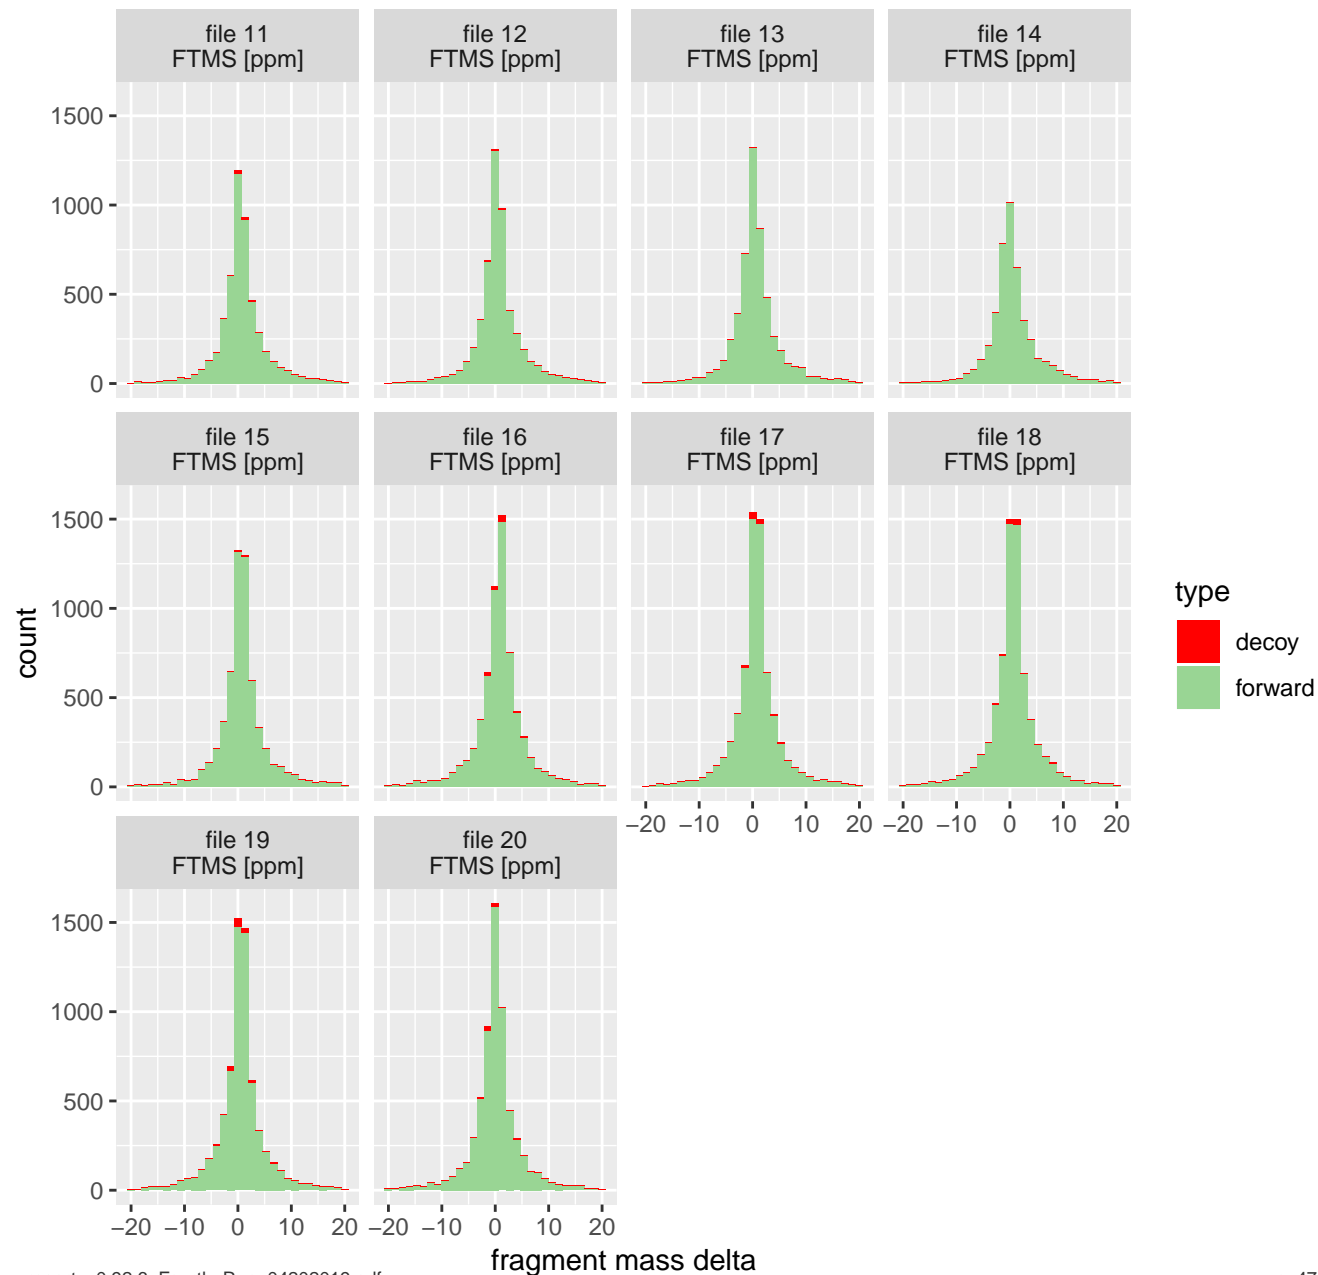 file 11
FTMS [ppm]
file 12
FTMS [ppm]
file 13
FTMS [ppm]
file 14
FTMS [ppm]
1500
1000
500
0
file 15
FTMS [ppm]
file 16
FTMS [ppm]
file 17
FTMS [ppm]
file 18
FTMS [ppm]
1500
1000
500
0
−20 −10 0 10 20
−20 −10 0 10 20
file 19
FTMS [ppm]
file 20
FTMS [ppm]
1500
1000
500
0
−20 −10 0 10 20
−20 −10 0 10 20
count
fragment mass delta
type
decoy
forward